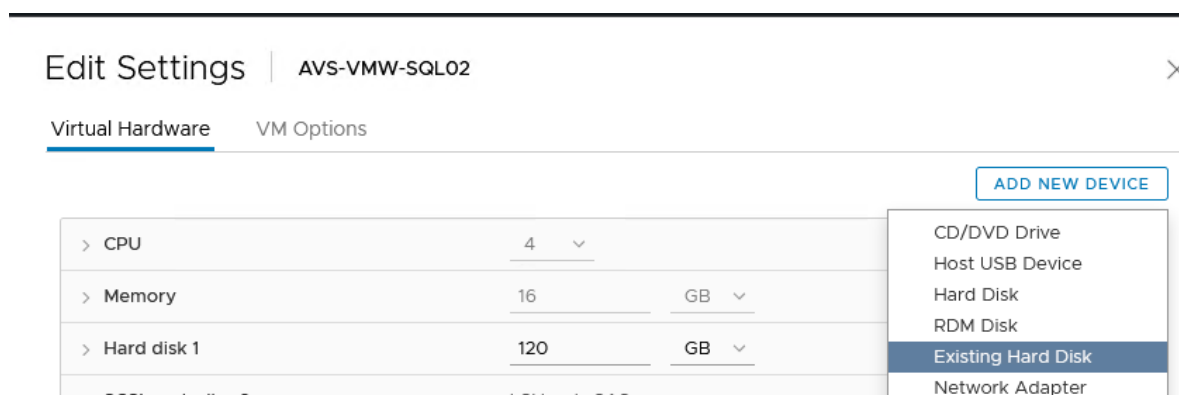 Edit Settings AVS-VMW-SQL02
Virtual Hardware VM Options
ADD NEW DEVICE
CPU 4
Memory 16 GB
Hard disk 1 120 GB
CD/DVD Drive
Host USB Device
Hard Disk
RDM Disk
Existing Hard Disk
Network Adapter